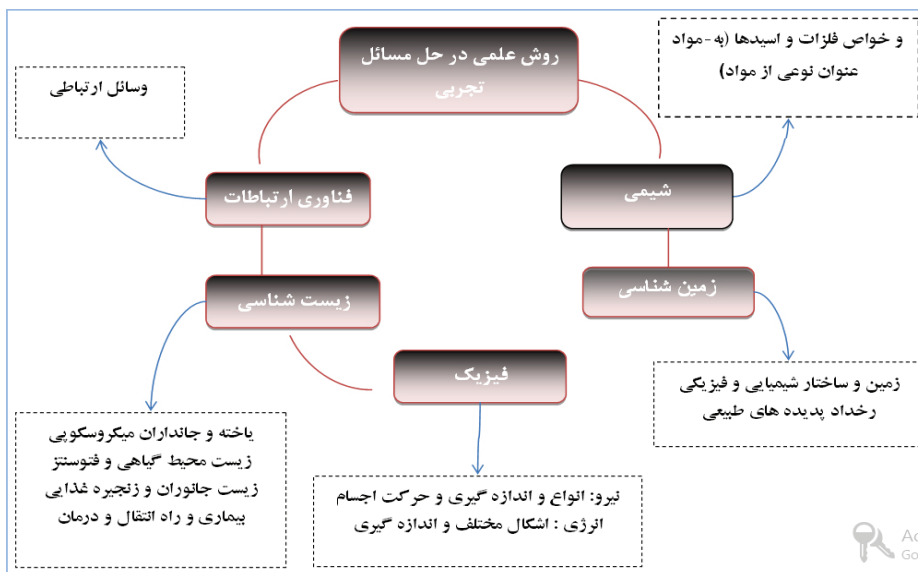 روش علمی در حل مسائل
تجربی
و خواص فلزات و اسیدها (به -مواد
عنوان نوعی از مواد)
وسائل ارتباطی
شیمی
فناوری ارتباطات
زمین شناسی
زیست شناسی
فیزیک
زمین و ساختار شیمیایی و فیزیکی
رخداد پدیده های طبیعی
یاخته و جانداران میکروسکوپی
زیست محیط گیاهی و فتوسنتز
زیست جانوران و زنجیره غذایی
بیماری و راه انتقال و درمان
نیرو: انواع و اندازه گیری و حرکت اجسام
انرژی : اشکال مختلف و اندازه گیری